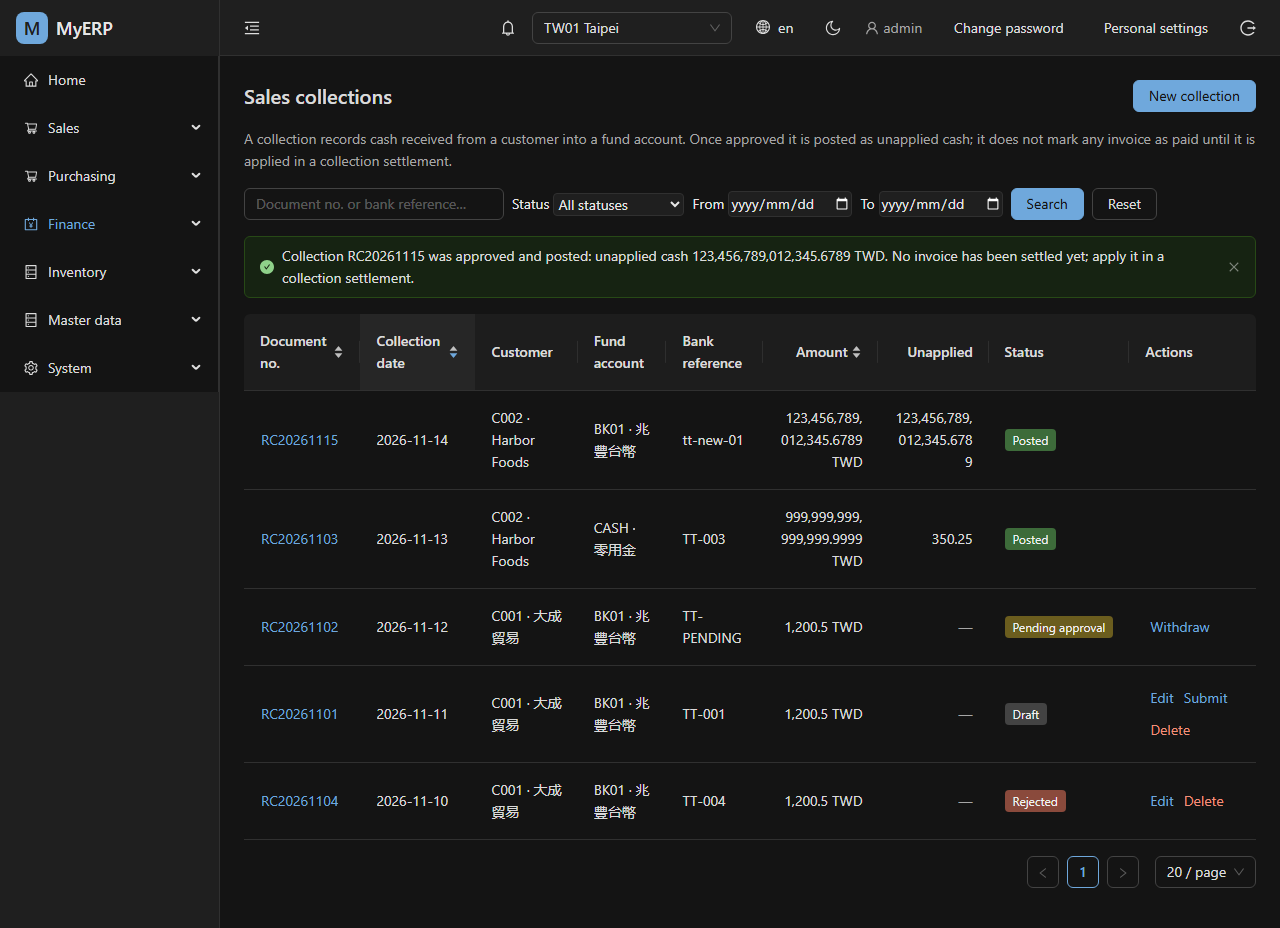 M MyERP
TW01 Taipei
en
admin
Change password
Personal settings
Home
Sales
Purchasing
Finance
Inventory
Master data
System
Sales collections
New collection
A collection records cash received from a customer into a fund account. Once approved it is posted as unapplied cash; it does not mark any invoice as paid until it is
applied in a collection settlement.
Document no. or bank reference...
Status All statuses
From yyyy/mm/dd
To yyyy/mm/dd
Search
Reset
Collection RC20261115 was approved and posted: unapplied cash 123,456,789,012,345.6789 TWD. No invoice has been settled yet; apply it in a
collection settlement.
Document
no.
Collection
date
Customer
Fund
account
Bank
reference
Amount
Unapplied
Status
Actions
RC20261115
2026-11-14
C002 ·
Harbor
Foods
BK01 · 兆
豐台幣
tt-new-01
123,456,789,
012,345.6789
TWD
123,456,789,
012,345.678
9
Posted
RC20261103
2026-11-13
C002 ·
Harbor
Foods
CASH ·
零用金
TT-003
999,999,999,
999,999.9999
TWD
350.25
Posted
RC20261102
2026-11-12
C001 · 大成
貿易
BK01 · 兆
豐台幣
TT-
PENDING
1,200.5 TWD
—
Pending approval
Withdraw
RC20261101
2026-11-11
C001 · 大成
貿易
BK01 · 兆
豐台幣
TT-001
1,200.5 TWD
—
Draft
Edit Submit
Delete
RC20261104
2026-11-10
C001 · 大成
貿易
BK01 · 兆
豐台幣
TT-004
1,200.5 TWD
—
Rejected
Edit Delete
1
20 / page